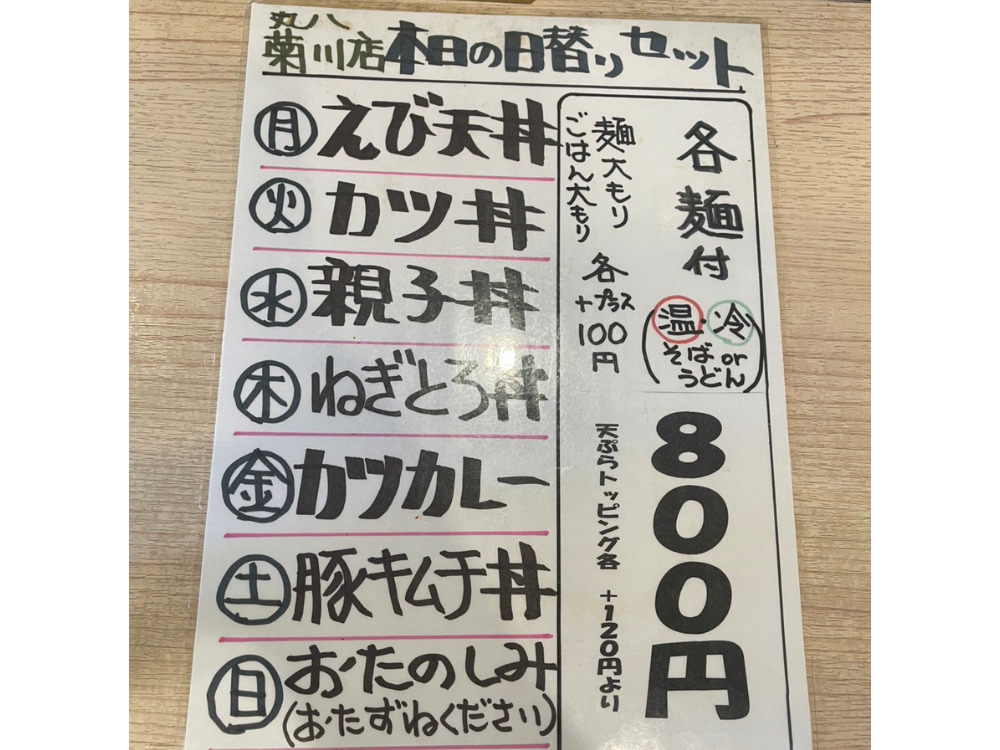 丸八
菊川店 本日の日替りセット
月 えび天丼
火 カツ丼
水 親子丼
木 ねぎとろ丼
金 カツカレー
土 豚キムチ丼
日 おたのしみ
(おたずねください)
各麺付
(温・冷
そば or
うどん)
800円
麺大もり
ごはん大もり
各
+プラス
100
円
天ぷらトッピング各 +120円より